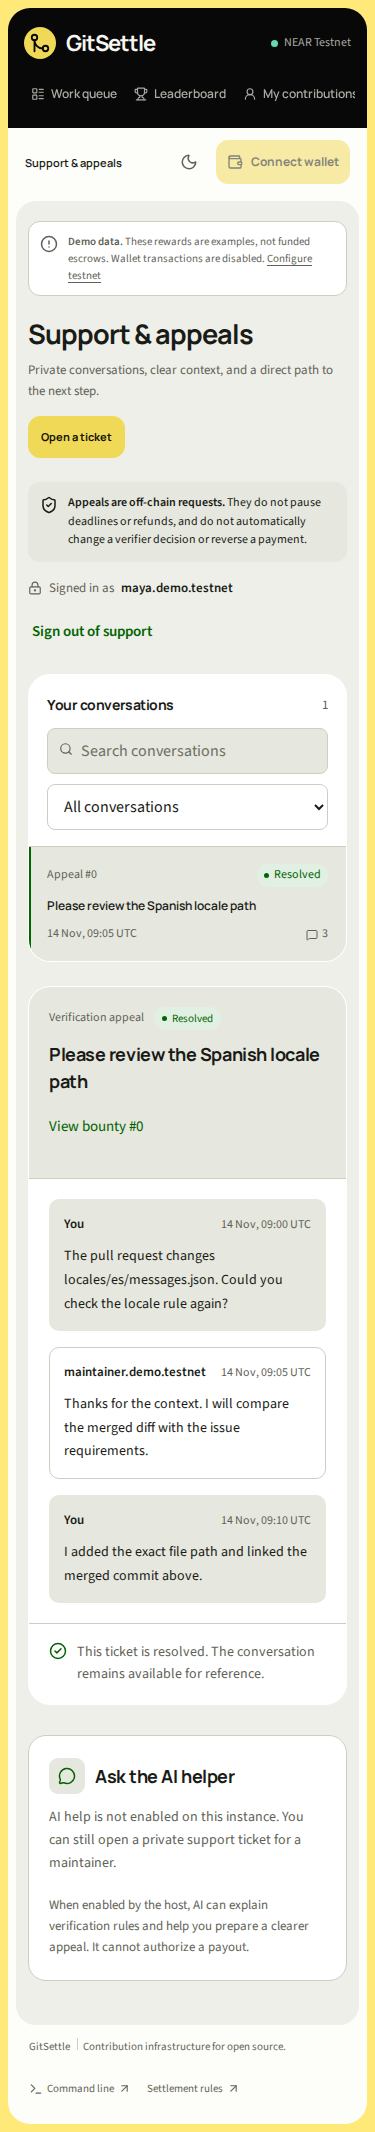 GitSettle
NEAR Testnet
Work queue
Leaderboard
My contributions
Support & appeals
Connect wallet
Demo data. These rewards are examples, not funded
escrows. Wallet transactions are disabled. Configure
testnet
Support & appeals
Private conversations, clear context, and a direct path to
the next step.
Open a ticket
Appeals are off-chain requests. They do not pause
deadlines or refunds, and do not automatically
change a verifier decision or reverse a payment.
Signed in as maya.demo.testnet
Sign out of support
Your conversations 1
Search conversations
All conversations
Appeal #0 Resolved
Please review the Spanish locale path
14 Nov, 09:05 UTC 3
Verification appeal Resolved
Please review the Spanish locale
path
View bounty #0
You 14 Nov, 09:00 UTC
The pull request changes
locales/es/messages.json. Could you
check the locale rule again?
maintainer.demo.testnet 14 Nov, 09:05 UTC
Thanks for the context. I will compare
the merged diff with the issue
requirements.
You 14 Nov, 09:10 UTC
I added the exact file path and linked the
merged commit above.
This ticket is resolved. The conversation
remains available for reference.
Ask the AI helper
AI help is not enabled on this instance. You
can still open a private support ticket for a
maintainer.
When enabled by the host, AI can explain
verification rules and help you prepare a clearer
appeal. It cannot authorize a payout.
GitSettle Contribution infrastructure for open source.
Command line Settlement rules